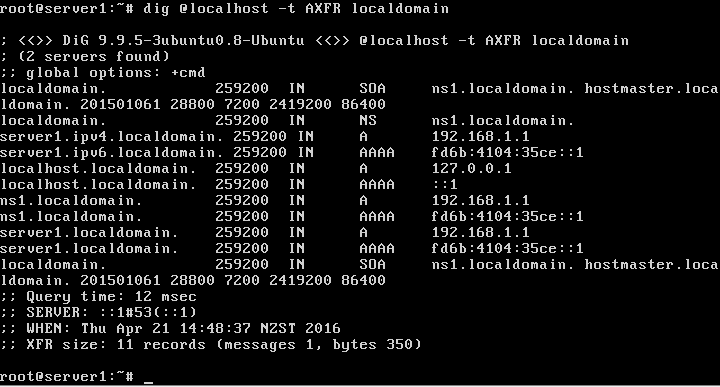 root@server1:~# dig @localhost -t AXFR localdomain

; <<>> DiG 9.9.5-3ubuntu0.8-Ubuntu <<>> @localhost -t AXFR localdomain
; (2 servers found)
;; global options: +cmd
localdomain. 259200 IN SOA ns1.localdomain. hostmaster.loca
ldomain. 201501061 28800 7200 2419200 86400
localdomain. 259200 IN NS ns1.localdomain.
server1.ipv4.localdomain. 259200 IN A 192.168.1.1
server1.ipv6.localdomain. 259200 IN AAAA fd6b:4104:35ce::1
localhost.localdomain. 259200 IN A 127.0.0.1
localhost.localdomain. 259200 IN AAAA ::1
ns1.localdomain. 259200 IN A 192.168.1.1
ns1.localdomain. 259200 IN AAAA fd6b:4104:35ce::1
server1.localdomain. 259200 IN A 192.168.1.1
server1.localdomain. 259200 IN AAAA fd6b:4104:35ce::1
localdomain. 259200 IN SOA ns1.localdomain. hostmaster.loca
ldomain. 201501061 28800 7200 2419200 86400
;; Query time: 12 msec
;; SERVER: ::1#53(::1)
;; WHEN: Thu Apr 21 14:48:37 NZST 2016
;; XFR size: 11 records (messages 1, bytes 350)

root@server1:~# _